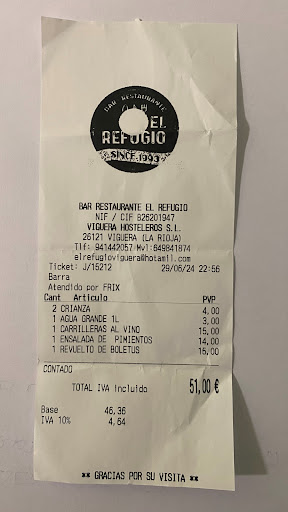 BAR RESTAURANTE
EL
REFUGIO
SINCE 1993
BAR RESTAURANTE EL REFUGIO
NIF / CIF B26201947
VIGUERA HOSTELEROS S.L.
26121 VIGUERA (LA RIOJA)
Tlf: 941442057-Mvl:649841874
elrefugioviguera@hotmail.com
Ticket: J/15212 29/06/24 22:56
Barra
Atendido por FRIX
Cant Articulo PVP
2 CRIANZA 4,00
1 AGUA GRANDE 1L 3,00
1 CARRILLERAS AL VINO 15,00
1 ENSALADA DE PIMIENTOS 14,00
1 REVUELTO DE BOLETUS 15,00
CONTADO
TOTAL IVA incluido 51,00 €
Base 46,36
IVA 10% 4,64
** GRACIAS POR SU VISITA **